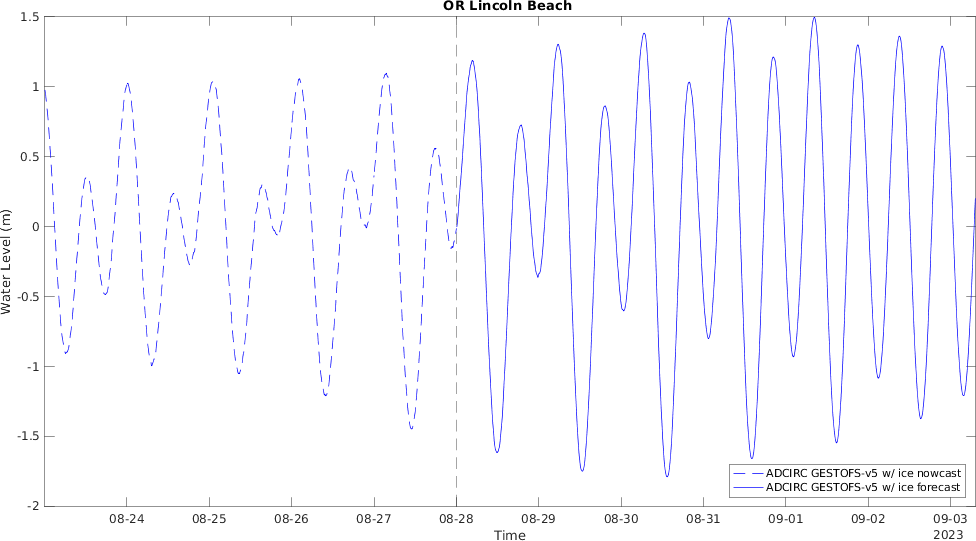 OR Lincoln Beach
Water Level (m)
1.5
1
0.5
0
-0.5
-1
-1.5
-2
ADCIRC GESTOFS-v5 w/ ice nowcast
ADCIRC GESTOFS-v5 w/ ice forecast
08-24 08-25 08-26 08-27 08-28 08-29 08-30 08-31 09-01 09-02 09-03
Time
2023